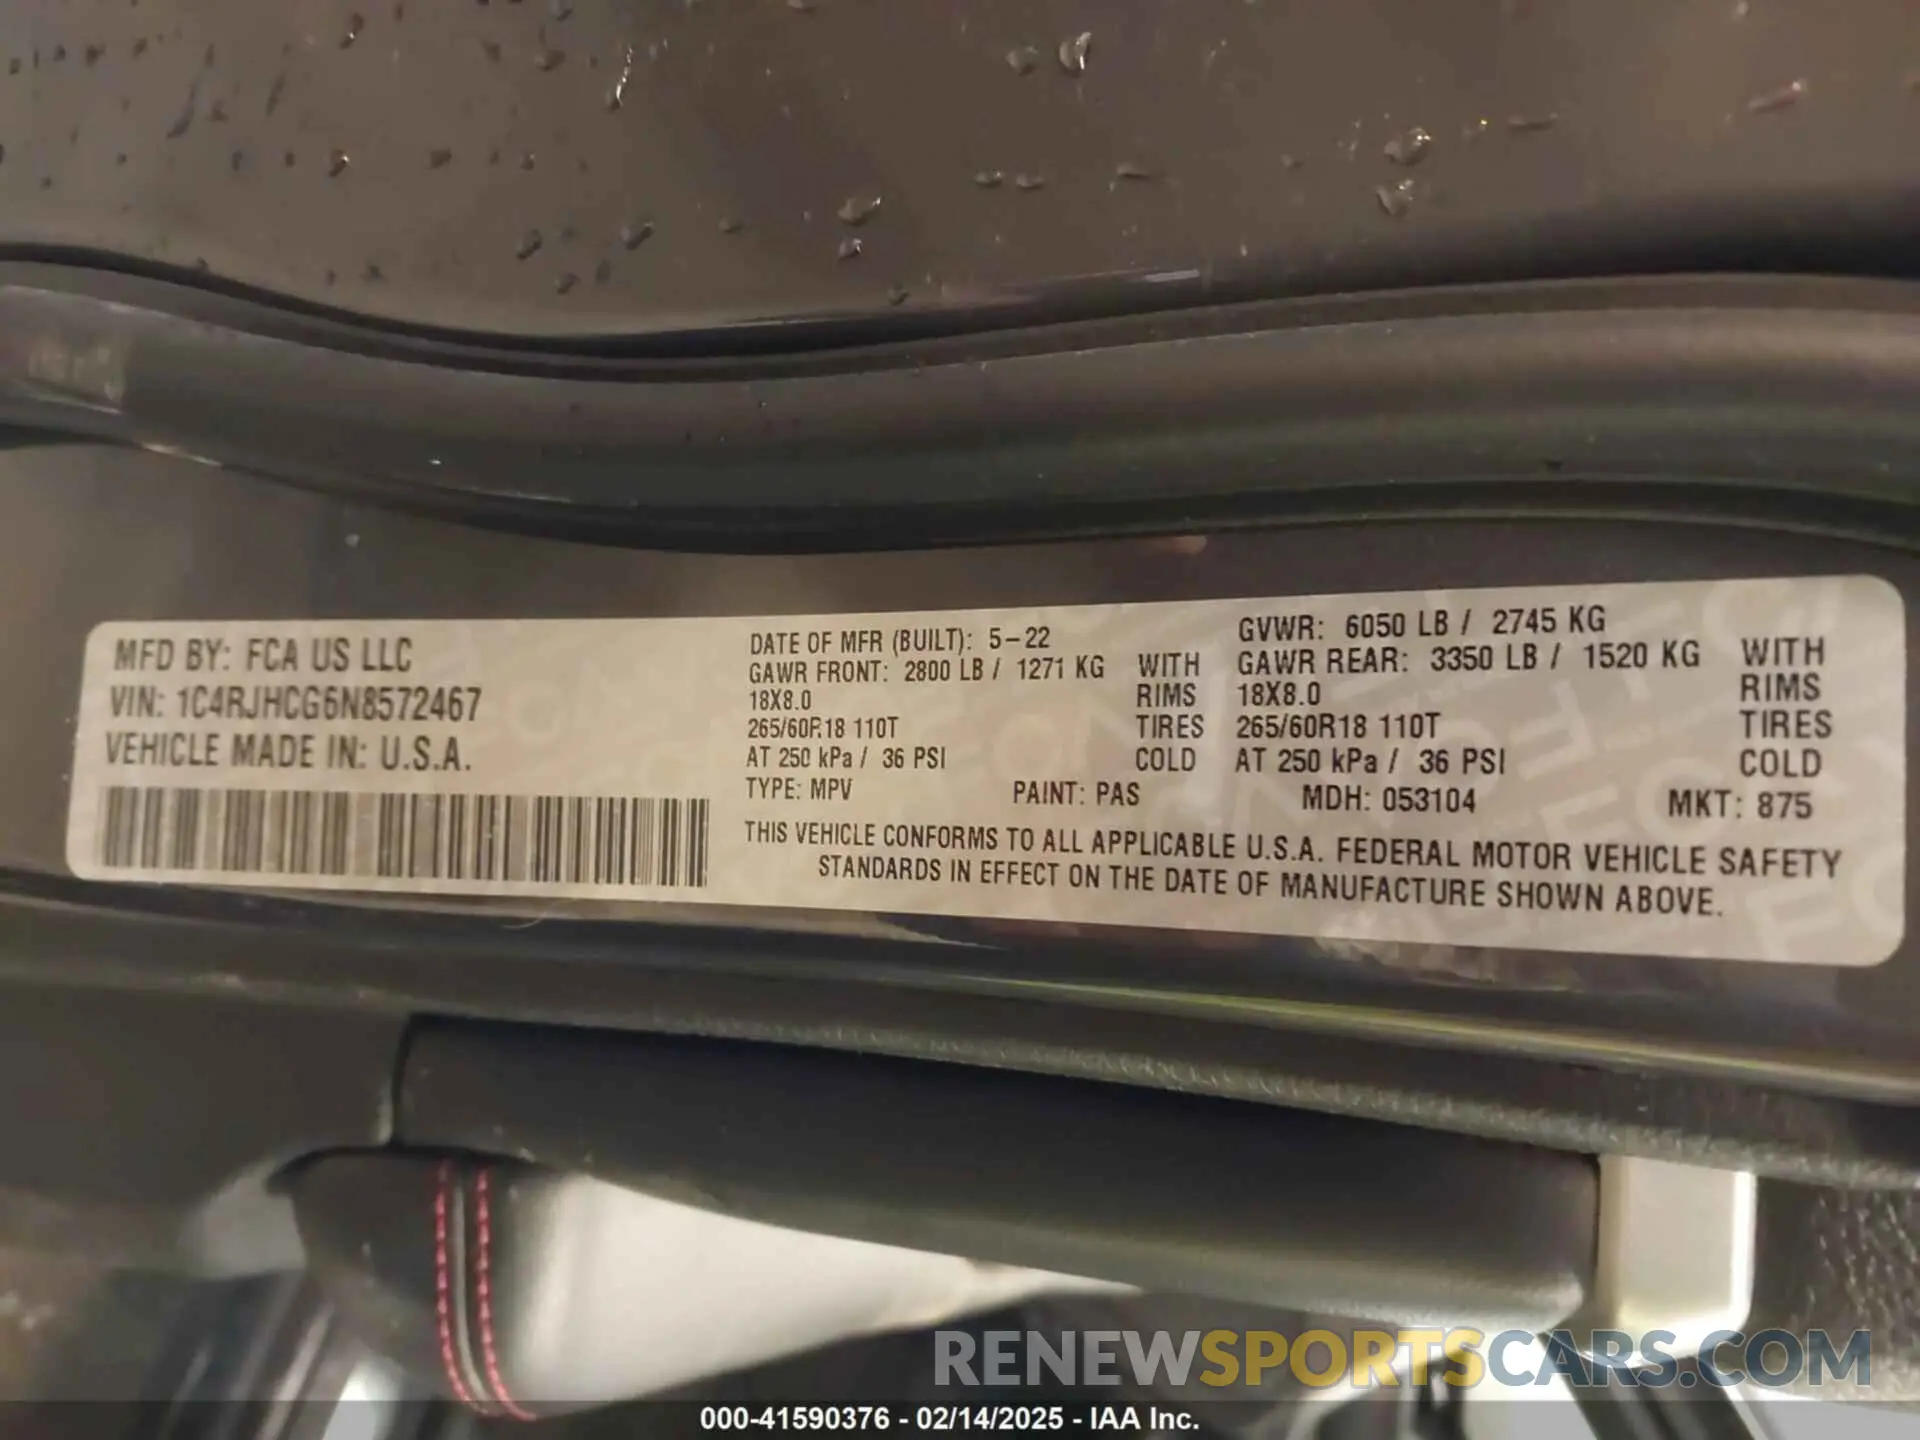 MFD BY: FCA US LLC
VIN: 1C4RJHCG6N8572467
VEHICLE MADE IN: U.S.A.
DATE OF MFR (BUILT): 5-22
GVWR: 6050 LB / 2745 KG
GAWR FRONT: 2800 LB / 1271 KG WITH GAWR REAR: 3350 LB / 1520 KG WITH
18X8.0 RIMS 18X8.0 RIMS
265/60R18 110T TIRES 265/60R18 110T TIRES
AT 250 kPa / 36 PSI COLD AT 250 kPa / 36 PSI COLD
TYPE: MPV PAINT: PAS MDH: 053104 MKT: 875
THIS VEHICLE CONFORMS TO ALL APPLICABLE U.S.A. FEDERAL MOTOR VEHICLE SAFETY
STANDARDS IN EFFECT ON THE DATE OF MANUFACTURE SHOWN ABOVE.
RENEWSPORTSCARS.COM
000-41590376 - 02/14/2025 - IAA Inc.